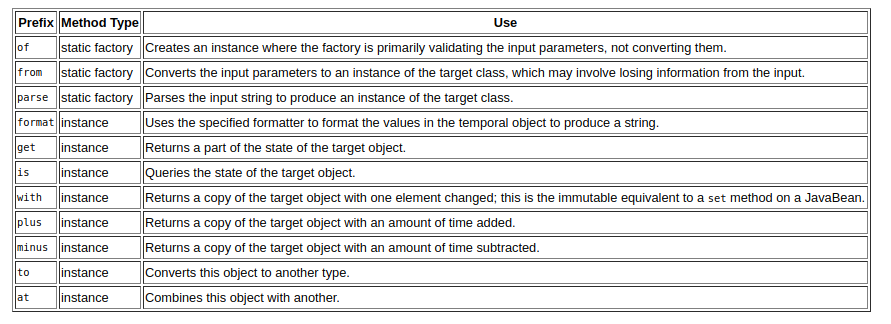 Prefix Method Type Use
of static factory Creates an instance where the factory is primarily validating the input parameters, not converting them.
from static factory Converts the input parameters to an instance of the target class, which may involve losing information from the input.
parse static factory Parses the input string to produce an instance of the target class.
format instance Uses the specified formatter to format the values in the temporal object to produce a string.
get instance Returns a part of the state of the target object.
is instance Queries the state of the target object.
with instance Returns a copy of the target object with one element changed; this is the immutable equivalent to a set method on a JavaBean.
plus instance Returns a copy of the target object with an amount of time added.
minus instance Returns a copy of the target object with an amount of time subtracted.
to instance Converts this object to another type.
at instance Combines this object with another.